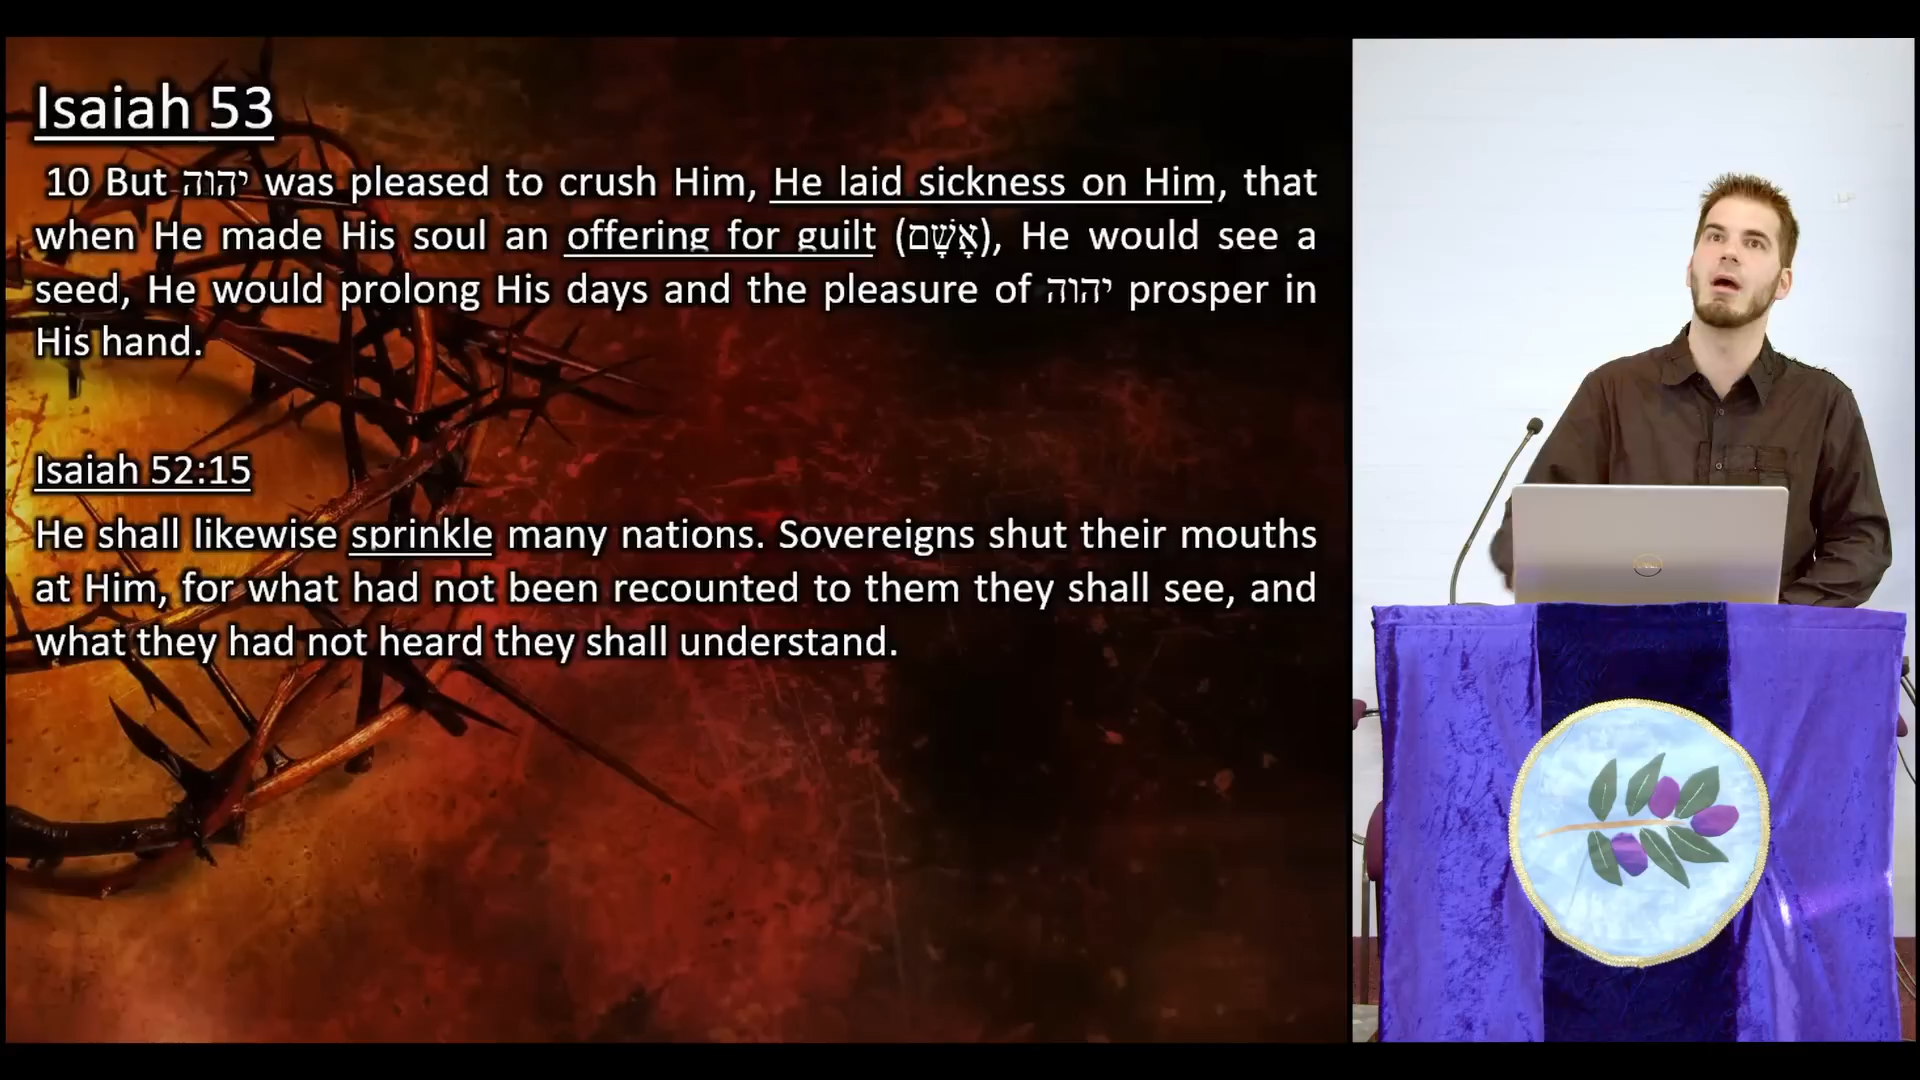 Isaiah 53
10 But יהוה was pleased to crush Him, He laid sickness on Him, that
when He made His soul an offering for guilt (אָשָׁם), He would see a
seed, He would prolong His days and the pleasure of יהוה prosper in
His hand.
Isaiah 52:15
He shall likewise sprinkle many nations. Sovereigns shut their mouths
at Him, for what had not been recounted to them they shall see, and
what they had not heard they shall understand.
DELL